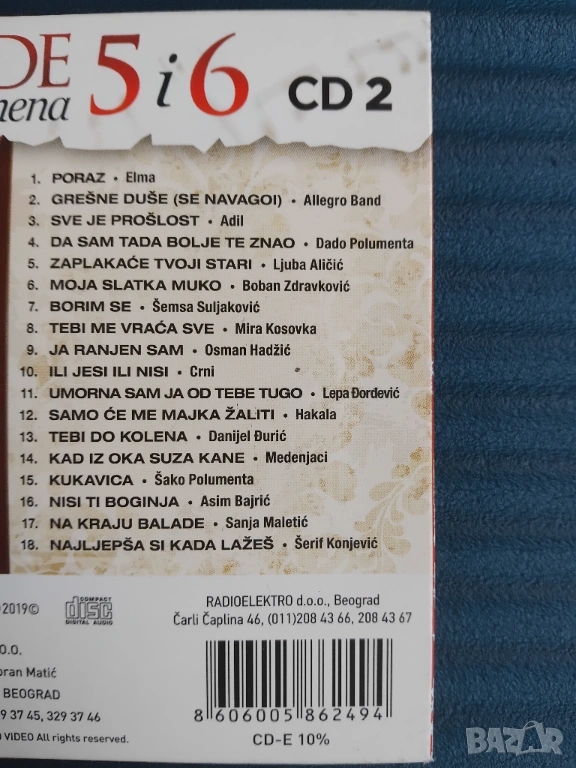 DE 5 i 6 CD 2
mena
1. PORAZ • Elma
2. GREŠNE DUŠE (SE NAVAGOI) • Allegro Band
3. SVE JE PROŠLOST • Adil
4. DA SAM TADA BOLJE TE ZNAO • Dado Polumenta
5. ZAPLAKAĆE TVOJI STARI • Ljuba Aličić
6. MOJA SLATKA MUKO • Boban Zdravković
7. BORIM SE • Šemsa Suljaković
8. TEBI ME VRAĆA SVE • Mira Kosovka
9. JA RANJEN SAM • Osman Hadžić
10. ILI JESI ILI NISI • Crni
11. UMORNA SAM JA OD TEBE TUGO • Lepa Đorđević
12. SAMO ĆE ME MAJKA ŽALITI • Hakala
13. TEBI DO KOLENA • Danijel Đurić
14. KAD IZ OKA SUZA KANE • Medenjaci
15. KUKAVICA • Šako Polumenta
16. NISI TI BOGINJA • Asim Bajrić
17. NA KRAJU BALADE • Sanja Maletić
18. NAJLJEPŠA SI KADA LAŽEŠ • Šerif Konjević
2019©
COMPACT
disc
DIGITAL AUDIO
RADIOELEKTRO d.o.o., Beograd
Čarli Čaplina 46, (011)208 43 66, 208 43 67
O.O.
oran Matić
BEOGRAD
9 37 45, 329 37 46
VIDEO All rights reserved.
8 606005 862494
CD-E 10%
BAZAR